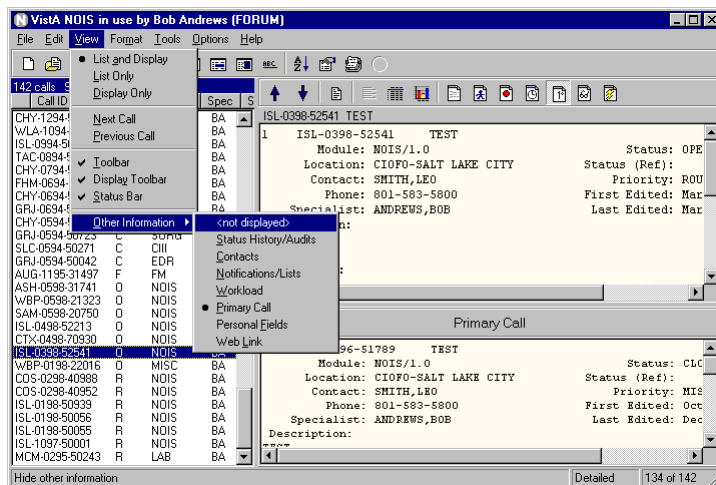 VistA NOIS in use by Bob Andrews (FORUM)
File Edit View Format Tools Options Help
List and Display
List Only
Display Only
Next Call
Previous Call
Toolbar
Display Toolbar
Status Bar
Other Information
<not displayed>
Status History/Audits
Contacts
Notifications/Lists
Workload
Primary Call
Personal Fields
Web Link
142 calls S
Call ID Spec S
CHY-1294- BA
WLA-1094- BA
ISL-0994-5 BA
TAC-0894- BA
CHY-0794- BA
FHM-0694- BA
CHY-0694- BA
GRJ-0694- BA
CHY-0594- BA
GRJ-0594-50723 C SURG
SLC-0594-50271 C CIII
GRJ-0594-50042 C EDR
AUG-1195-31497 F FM
ASH-0598-31741 O NOIS
WBP-0598-21323 O NOIS
SAM-0598-20750 O NOIS
ISL-0498-52213 O NOIS
CTX-0498-70930 O NOIS
ISL-0398-52541 O NOIS BA
WBP-0198-22016 O MISC BA
COS-0298-40988 R NOIS BA
COS-0298-40952 R NOIS BA
ISL-0198-50939 R NOIS BA
ISL-0198-50056 R NOIS BA
ISL-0198-50055 R NOIS BA
ISL-1097-50001 R NOIS BA
MCM-0295-50243 R LAB BA
ISL-0398-52541 TEST
1 ISL-0398-52541 TEST
Module: NOIS/1.0 Status: OPE
Location: CIOFO-SALT LAKE CITY Status (Ref):
Contact: SMITH,LEO Priority: ROU
Phone: 801-583-5800 First Edited: Mar
Specialist: ANDREWS,BOB Last Edited: Mar
n:
:
Primary Call
96-51789 TEST
Module: NOIS/1.0 Status: CLO
Location: CIOFO-SALT LAKE CITY Status (Ref):
Contact: SMITH,LEO Priority: MIS
Phone: 801-583-5800 First Edited: Oct
Specialist: ANDREWS,BOB Last Edited: Dec
Description:
TEST
Hide other information Detailed 134 of 142